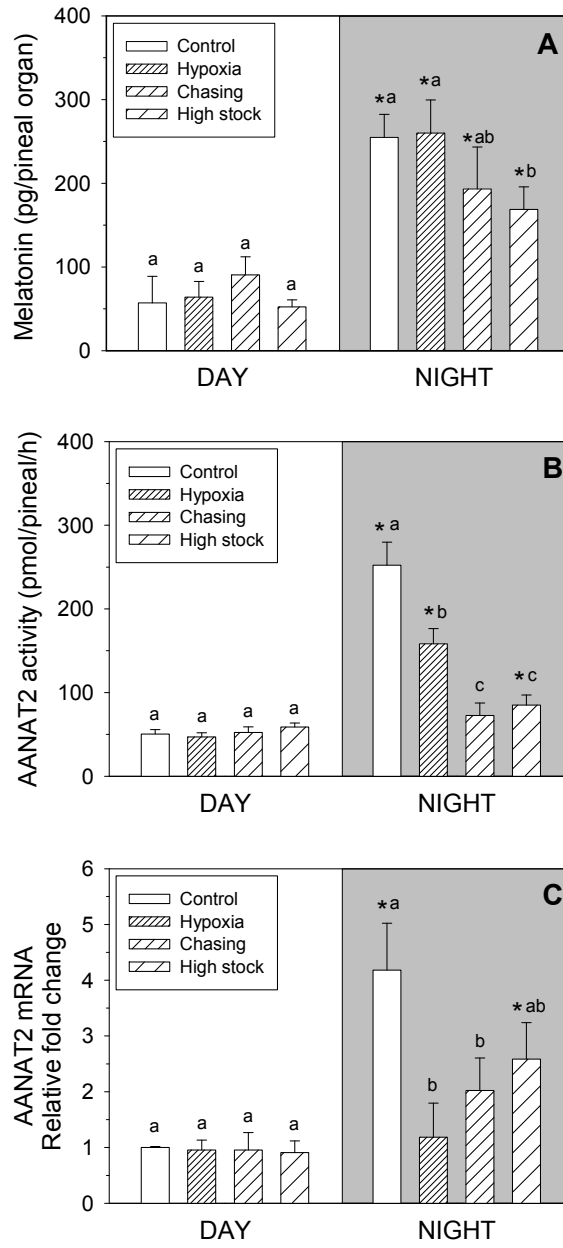 Melatonin (pg/pineal organ)
400
300
200
100
0
Control
Hypoxia
Chasing
High stock
A
a
a
a
a
*a
*a
*ab
*b
DAY
NIGHT
AANAT2 activity (pmol/pineal/h)
400
300
200
100
0
Control
Hypoxia
Chasing
High stock
B
a
a
a
a
* a
*b
c
*c
DAY
NIGHT
AANAT2 mRNA
Relative fold change
6
5
4
3
2
1
0
Control
Hypoxia
Chasing
High stock
C
a
a
a
a
*a
b
b
*ab
DAY
NIGHT